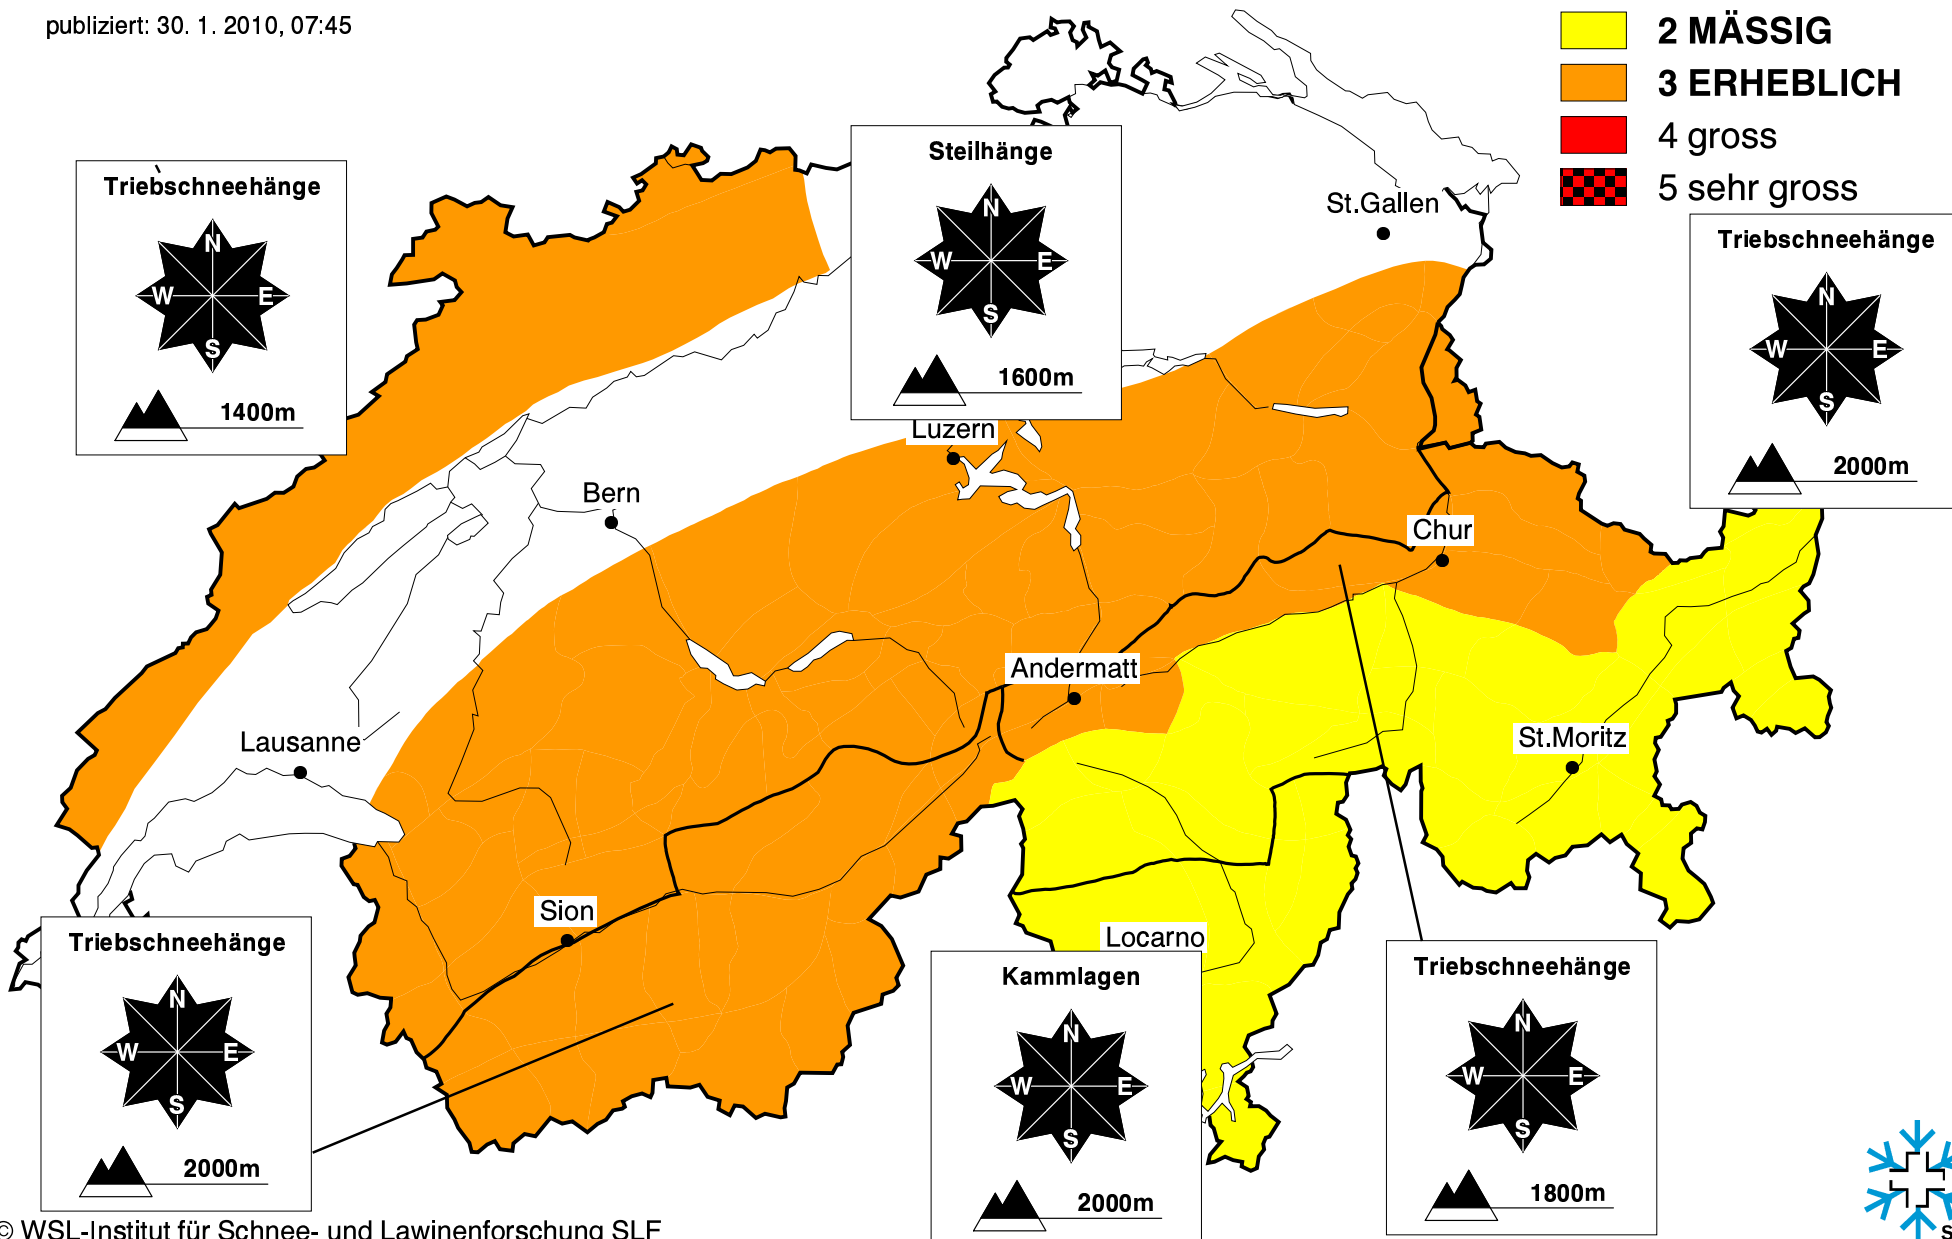 publiziert: 30. 1. 2010, 07:45
2 MÄSSIG
3 ERHEBLICH
4 gross
5 sehr gross
Triebschneehänge
N
W E
S
1400m
Steilhänge
N
W E
S
1600m
St.Gallen
Triebschneehänge
N
W E
S
2000m
Luzern
Bern
Chur
Andermatt
Lausanne
St.Moritz
Sion
Locarno
Triebschneehänge
N
W E
S
2000m
Kammlagen
N
W E
S
2000m
Triebschneehänge
N
W E
S
1800m
© WSL-Institut für Schnee- und Lawinenforschung SLF